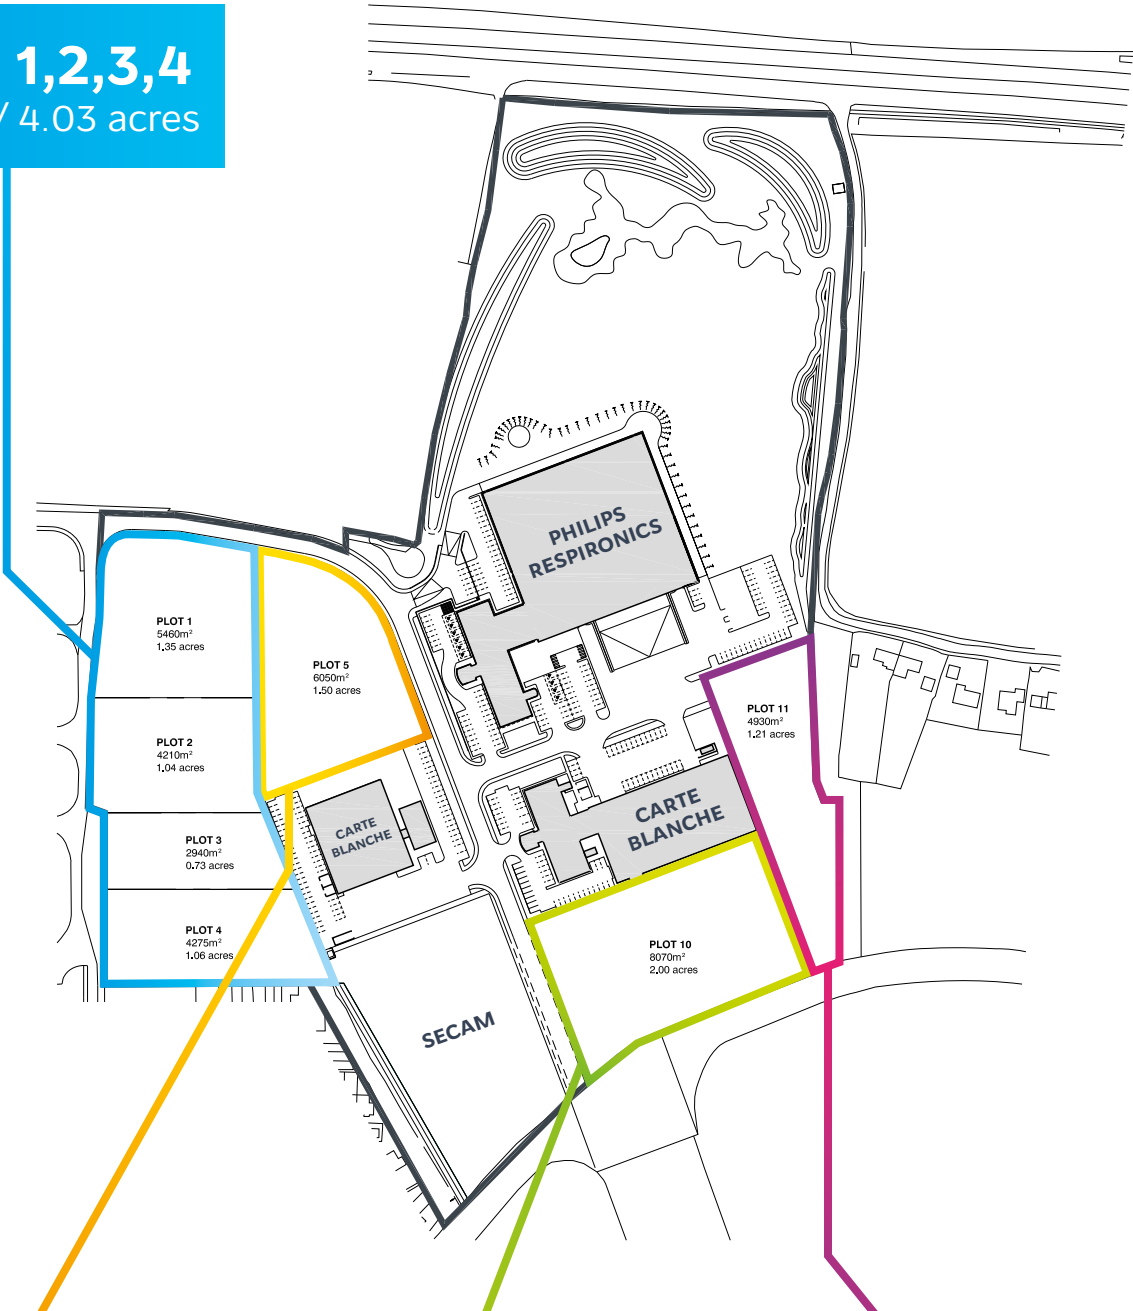 1,2,3,4
/ 4.03 acres
PHILIPS
RESPIRONICS
PLOT 1
5460m²
1.35 acres
PLOT 5
6050m²
1.50 acres
PLOT 11
4930m²
1.21 acres
PLOT 2
4210m²
1.04 acres
CARTE
BLANCHE
CARTE
BLANCHE
PLOT 3
2940m²
0.73 acres
PLOT 4
4275m²
1.06 acres
PLOT 10
8070m²
2.00 acres
SECAM